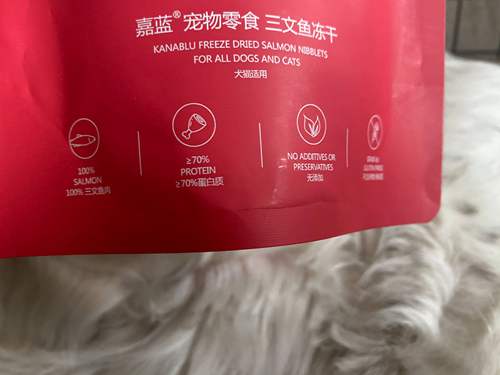 嘉蓝® 宠物零食 三文鱼冻干
KANABLU FREEZE DRIED SALMON NIBBLETS
FOR ALL DOGS AND CATS
犬猫适用
100%
SALMON
100% 三文鱼肉
≥70%
PROTEIN
≥70%蛋白质
NO ADDITIVES OR
PRESERVATIVES
无添加